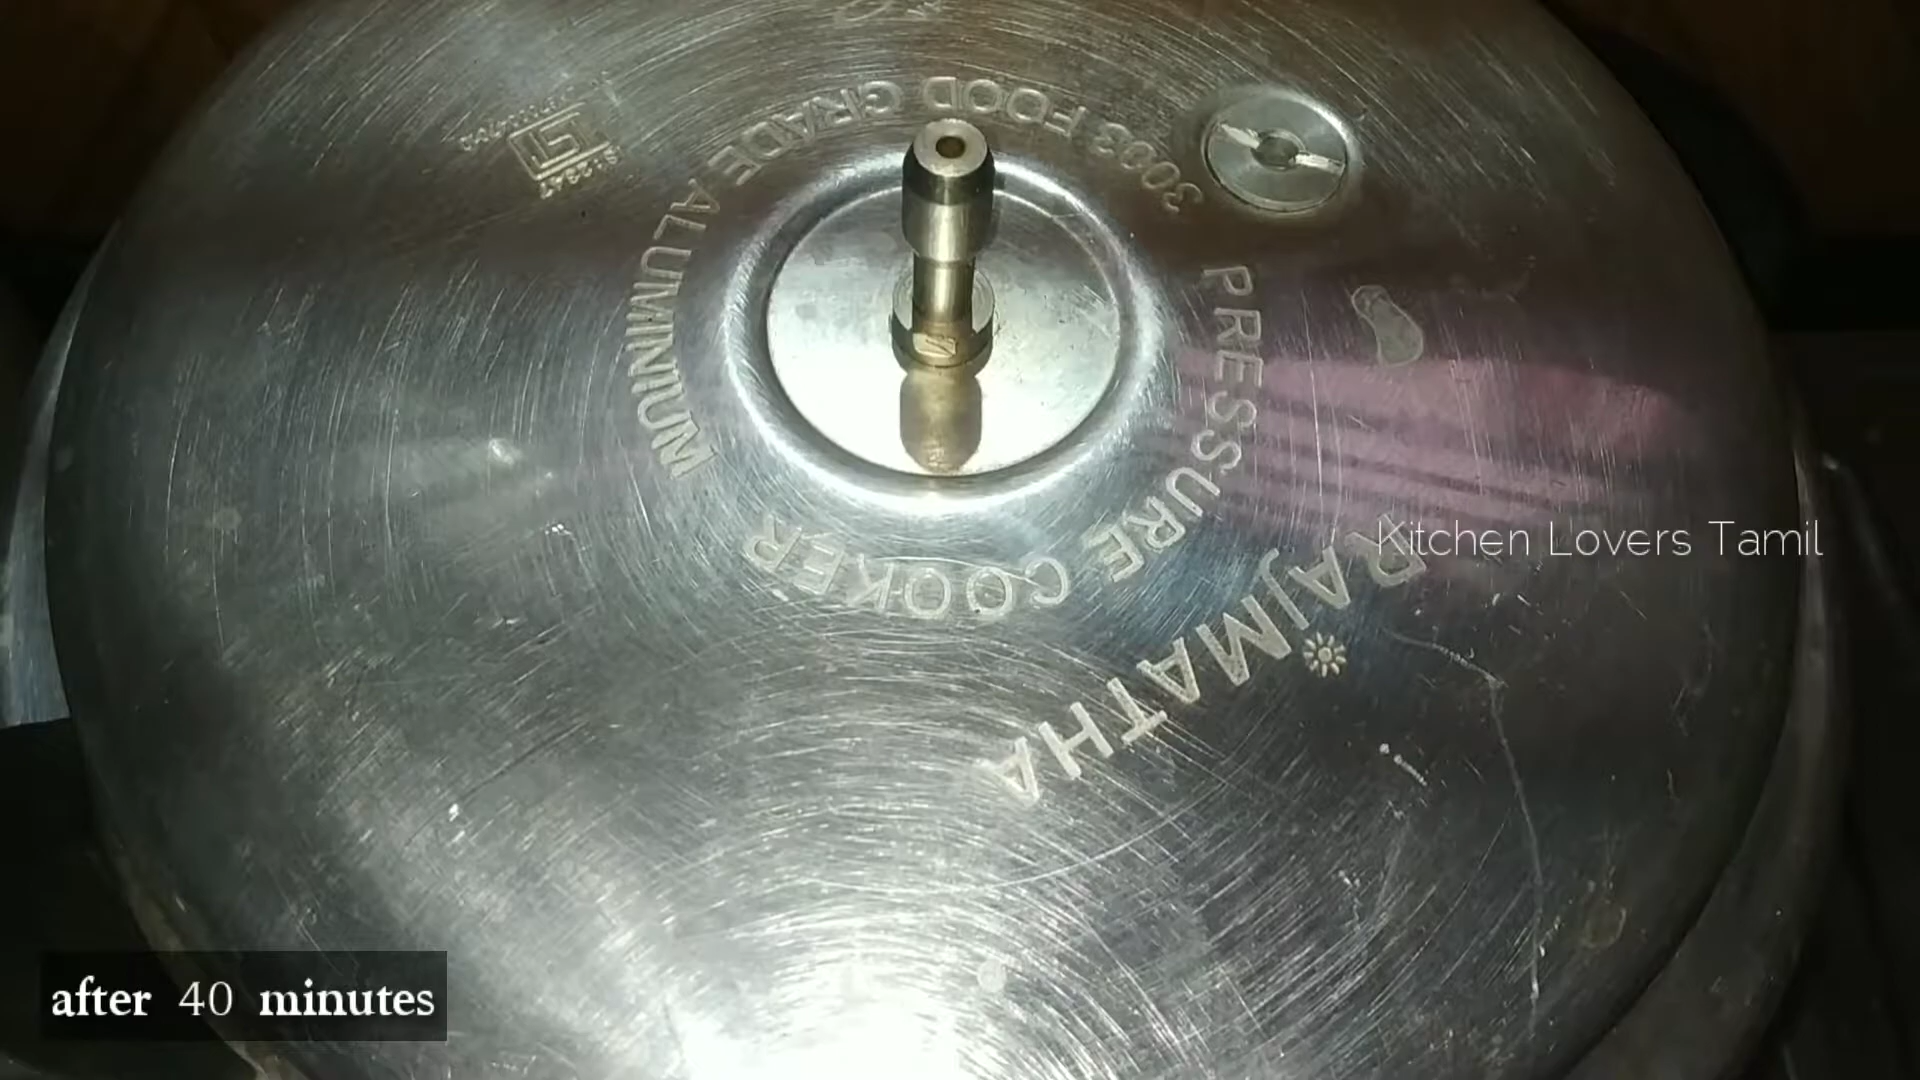 3003 FOOD GRADE ALUMINIUM
PRESSURE COOKER
RAJMATHA
Kitchen Lovers Tamil
after 40 minutes